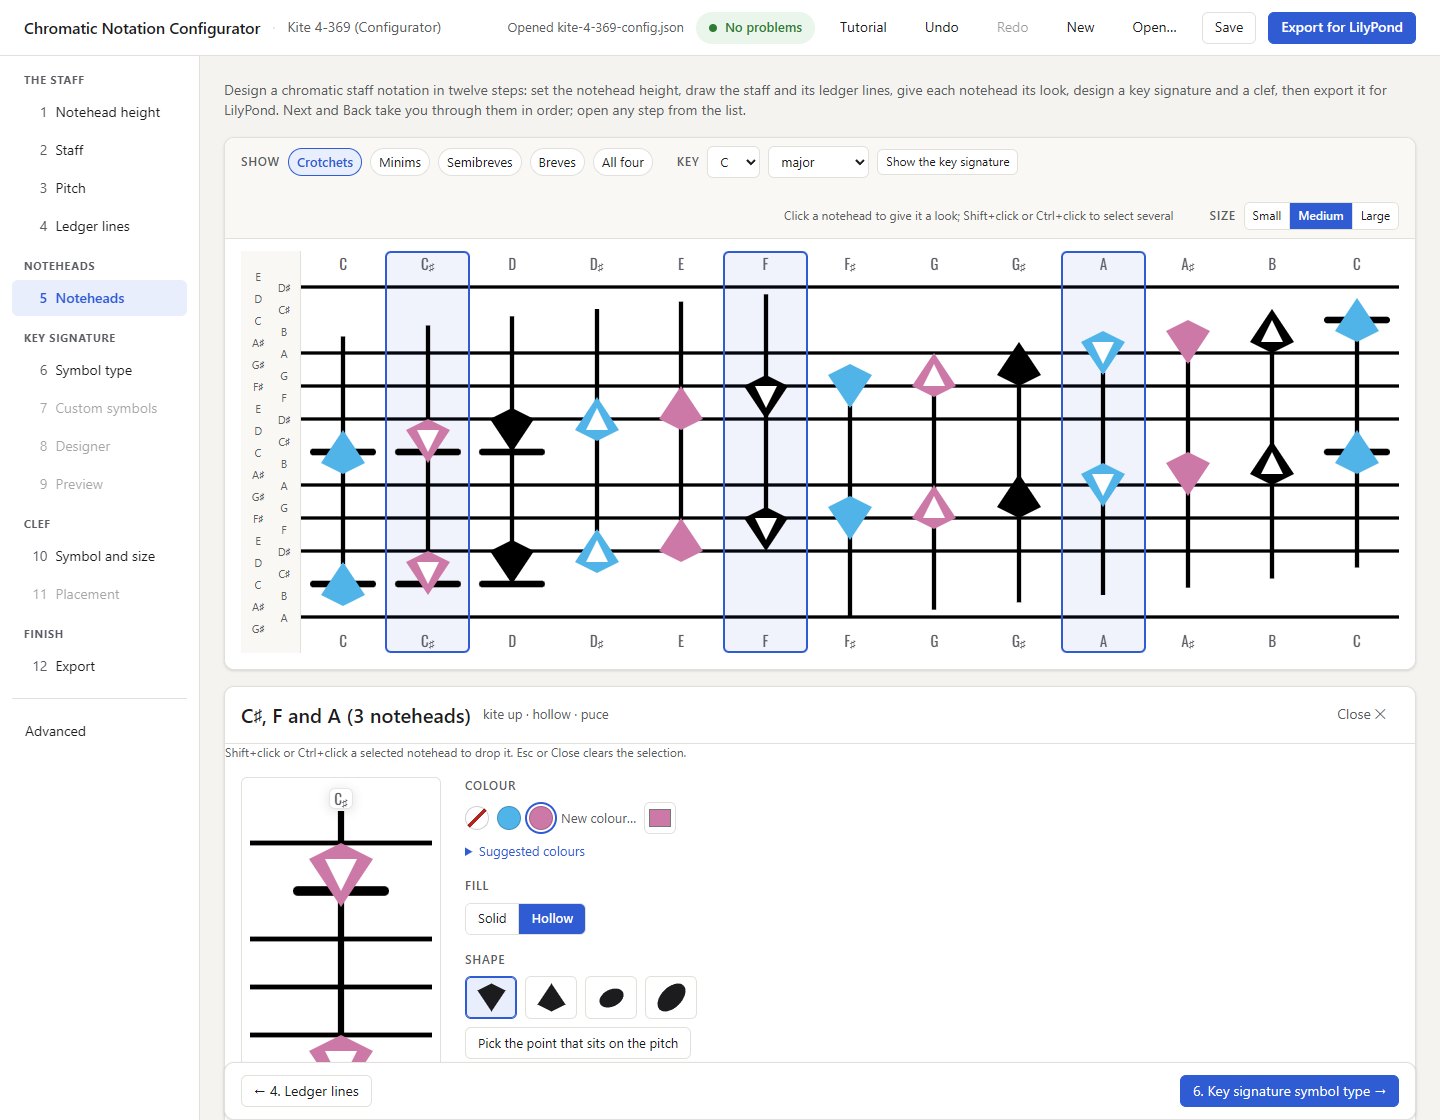 Chromatic Notation Configurator · Kite 4-369 (Configurator) Opened kite-4-369-config.json No problems Tutorial Undo Redo New Open... Save Export for LilyPond
THE STAFF
1 Notehead height
2 Staff
3 Pitch
4 Ledger lines
NOTEHEADS
5 Noteheads
KEY SIGNATURE
6 Symbol type
7 Custom symbols
8 Designer
9 Preview
CLEF
10 Symbol and size
11 Placement
FINISH
12 Export
Advanced
Design a chromatic staff notation in twelve steps: set the notehead height, draw the staff and its ledger lines, give each notehead its look, design a key signature and a clef, then export it for
LilyPond. Next and Back take you through them in order; open any step from the list.
SHOW Crotchets Minims Semibreves Breves All four KEY C major Show the key signature
Click a notehead to give it a look; Shift+click or Ctrl+click to select several SIZE Small Medium Large
C C♯ D D♯ E F F♯ G G♯ A A♯ B C
E
D♯
D
C♯
C
B
A♯
A
G♯
G
F♯
F
E
D♯
D
C♯
C
B
A♯
A
G♯
G
F♯
F
E
D♯
D
C♯
C
B
A♯
A
G♯
C C♯ D D♯ E F F♯ G G♯ A A♯ B C
C♯, F and A (3 noteheads) kite up · hollow · puce Close ×
Shift+click or Ctrl+click a selected notehead to drop it. Esc or Close clears the selection.
C♯
COLOUR
New colour...
▶ Suggested colours
FILL
Solid Hollow
SHAPE
Pick the point that sits on the pitch
← 4. Ledger lines
6. Key signature symbol type →